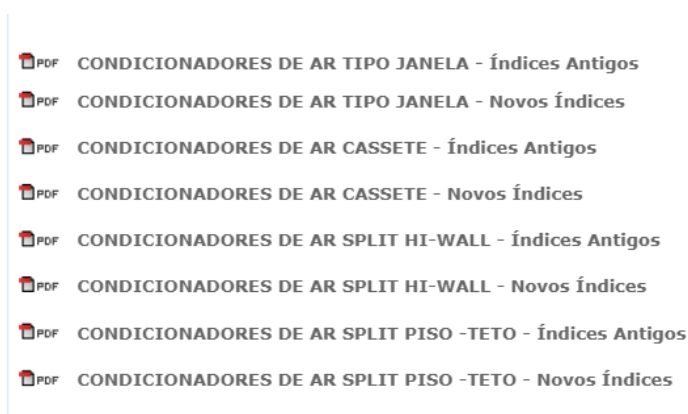 PDF CONDICIONADORES DE AR TIPO JANELA - Índices Antigos
PDF CONDICIONADORES DE AR TIPO JANELA - Novos Índices
PDF CONDICIONADORES DE AR CASSETE - Índices Antigos
PDF CONDICIONADORES DE AR CASSETE - Novos Índices
PDF CONDICIONADORES DE AR SPLIT HI-WALL - Índices Antigos
PDF CONDICIONADORES DE AR SPLIT HI-WALL - Novos Índices
PDF CONDICIONADORES DE AR SPLIT PISO -TETO - Índices Antigos
PDF CONDICIONADORES DE AR SPLIT PISO -TETO - Novos Índices